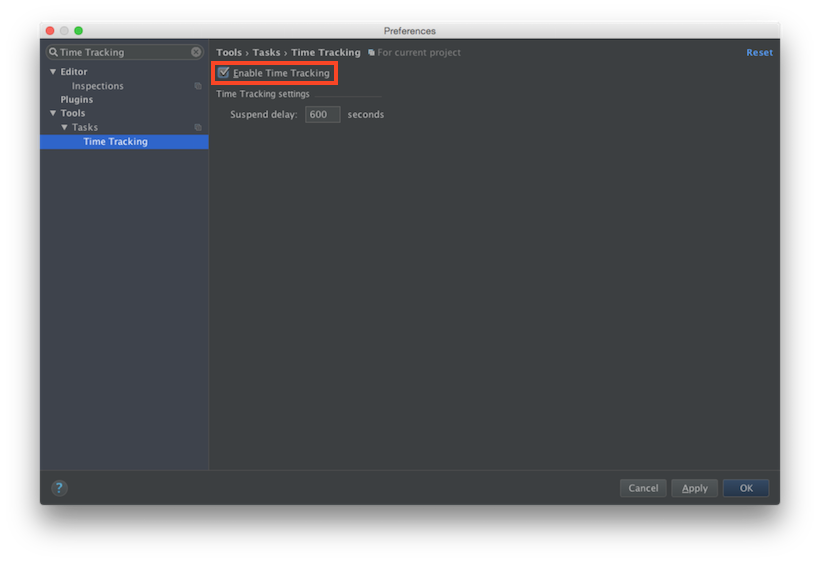 Preferences
Time Tracking
Tools › Tasks › Time Tracking For current project Reset
Editor
Enable Time Tracking
Inspections
Time Tracking settings
Plugins
Tools
Suspend delay: 600 seconds
Tasks
Time Tracking
? Cancel Apply OK